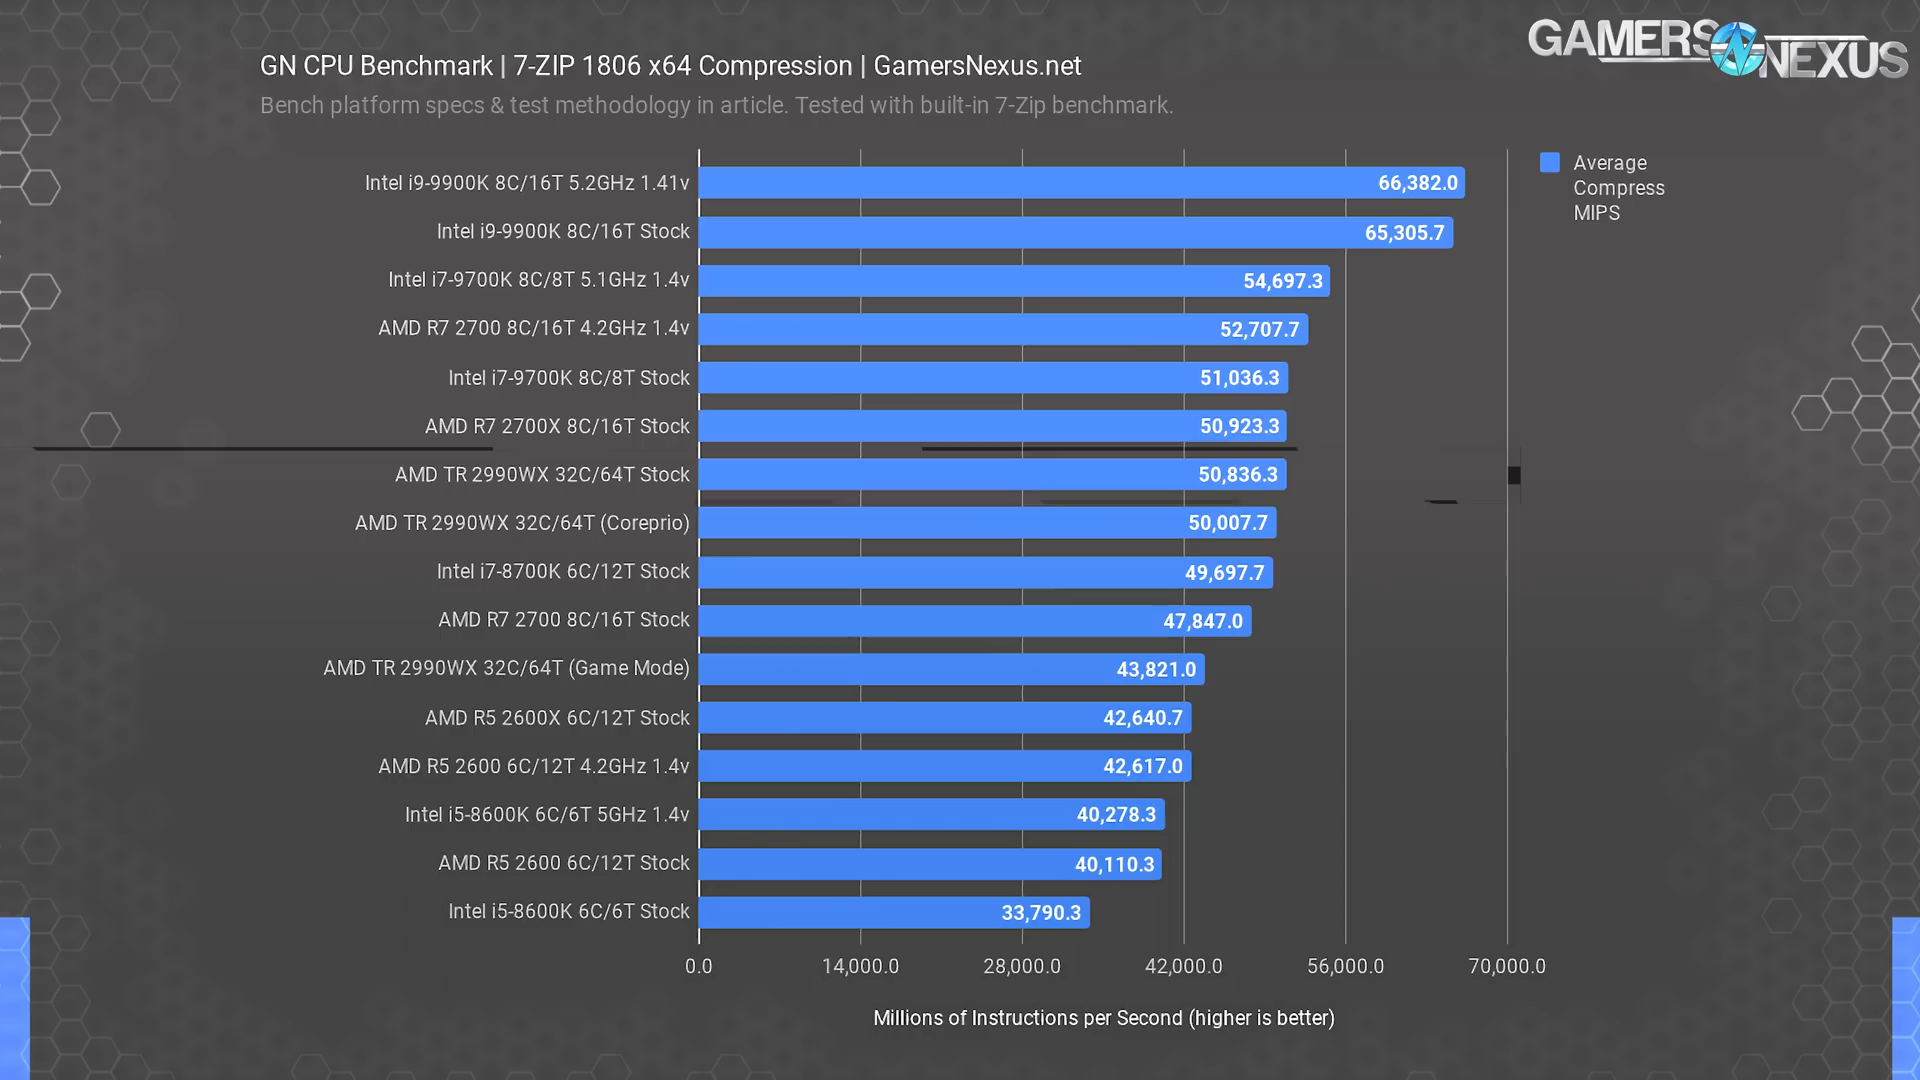 GAMERS NEXUS
GN CPU Benchmark | 7-ZIP 1806 x64 Compression | GamersNexus.net
Bench platform specs & test methodology in article. Tested with built-in 7-Zip benchmark.
Average
Compress
MIPS
Intel i9-9900K 8C/16T 5.2GHz 1.41v 66,382.0
Intel i9-9900K 8C/16T Stock 65,305.7
Intel i7-9700K 8C/8T 5.1GHz 1.4v 54,697.3
AMD R7 2700 8C/16T 4.2GHz 1.4v 52,707.7
Intel i7-9700K 8C/8T Stock 51,036.3
AMD R7 2700X 8C/16T Stock 50,923.3
AMD TR 2990WX 32C/64T Stock 50,836.3
AMD TR 2990WX 32C/64T (Coreprio) 50,007.7
Intel i7-8700K 6C/12T Stock 49,697.7
AMD R7 2700 8C/16T Stock 47,847.0
AMD TR 2990WX 32C/64T (Game Mode) 43,821.0
AMD R5 2600X 6C/12T Stock 42,640.7
AMD R5 2600 6C/12T 4.2GHz 1.4v 42,617.0
Intel i5-8600K 6C/6T 5GHz 1.4v 40,278.3
AMD R5 2600 6C/12T Stock 40,110.3
Intel i5-8600K 6C/6T Stock 33,790.3
0.0 14,000.0 28,000.0 42,000.0 56,000.0 70,000.0
Millions of Instructions per Second (higher is better)